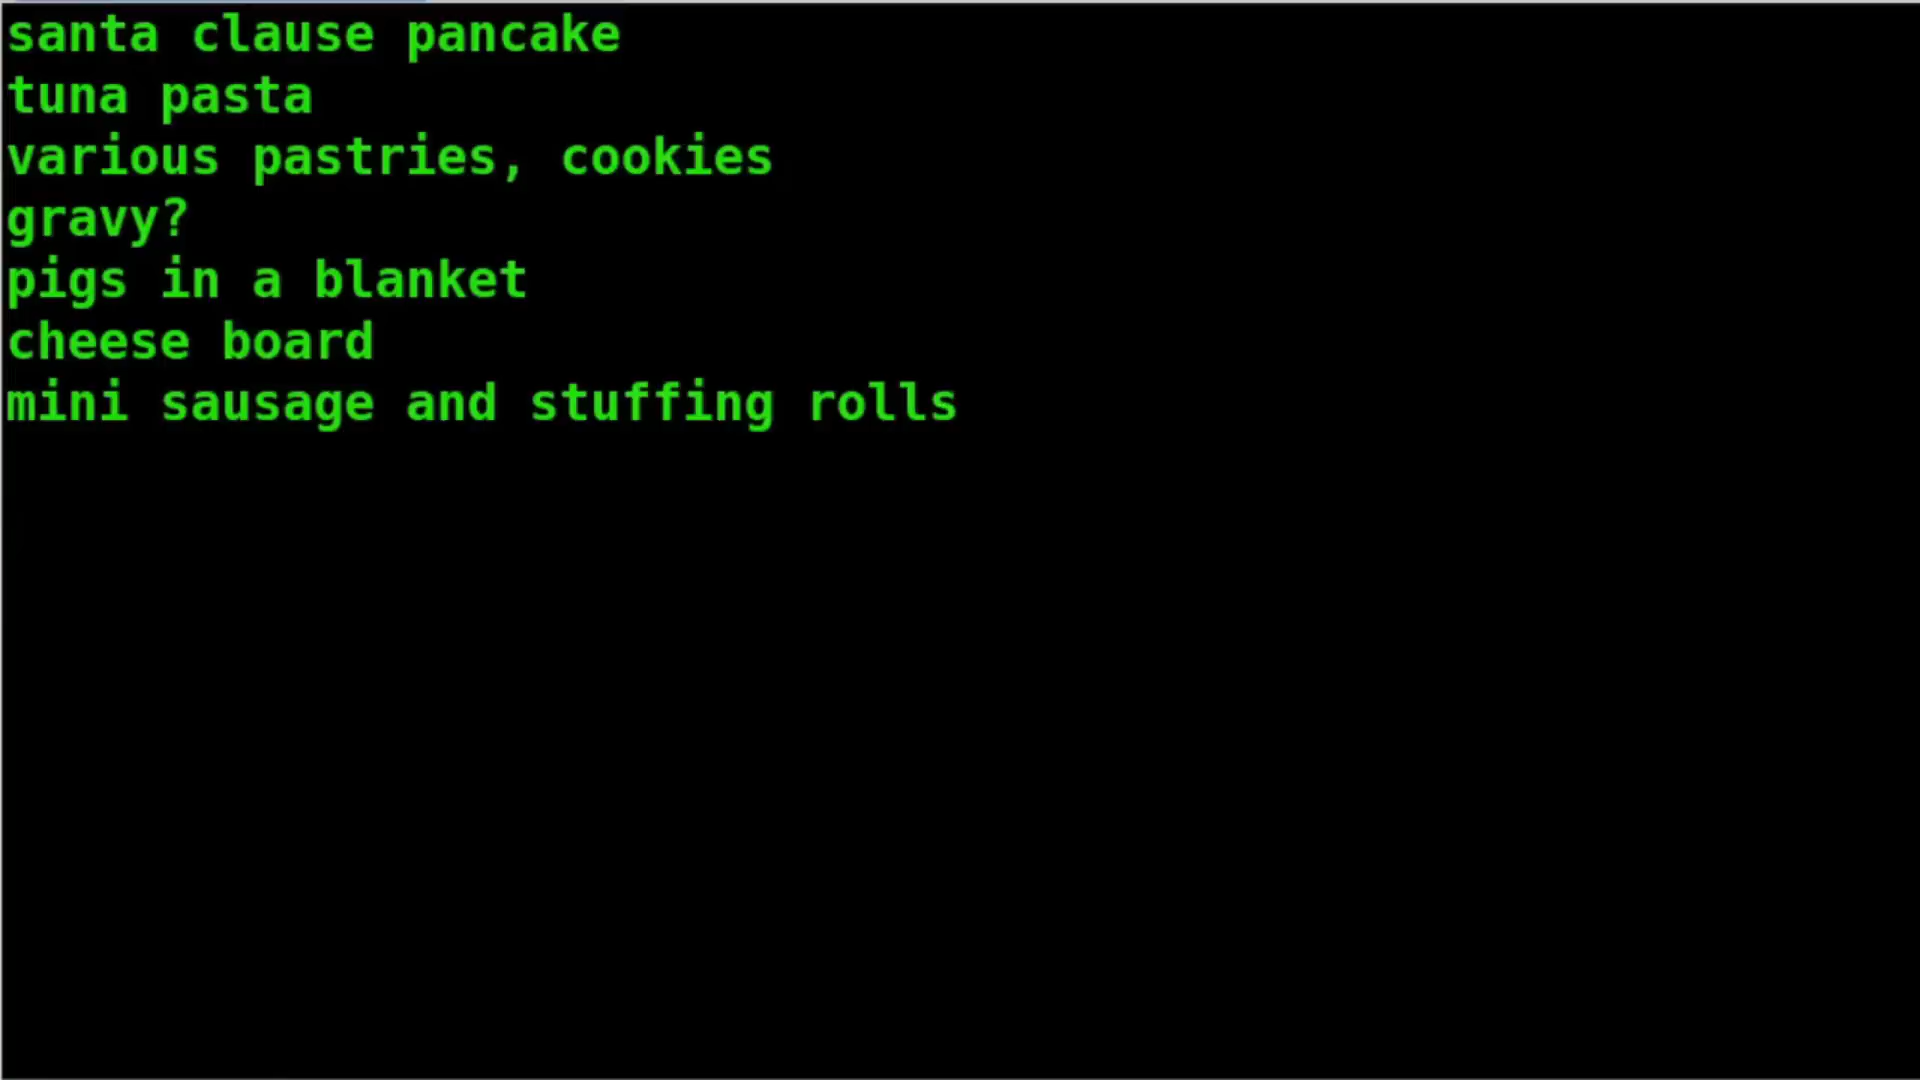 santa clause pancake
tuna pasta
various pastries, cookies
gravy?
pigs in a blanket
cheese board
mini sausage and stuffing rolls